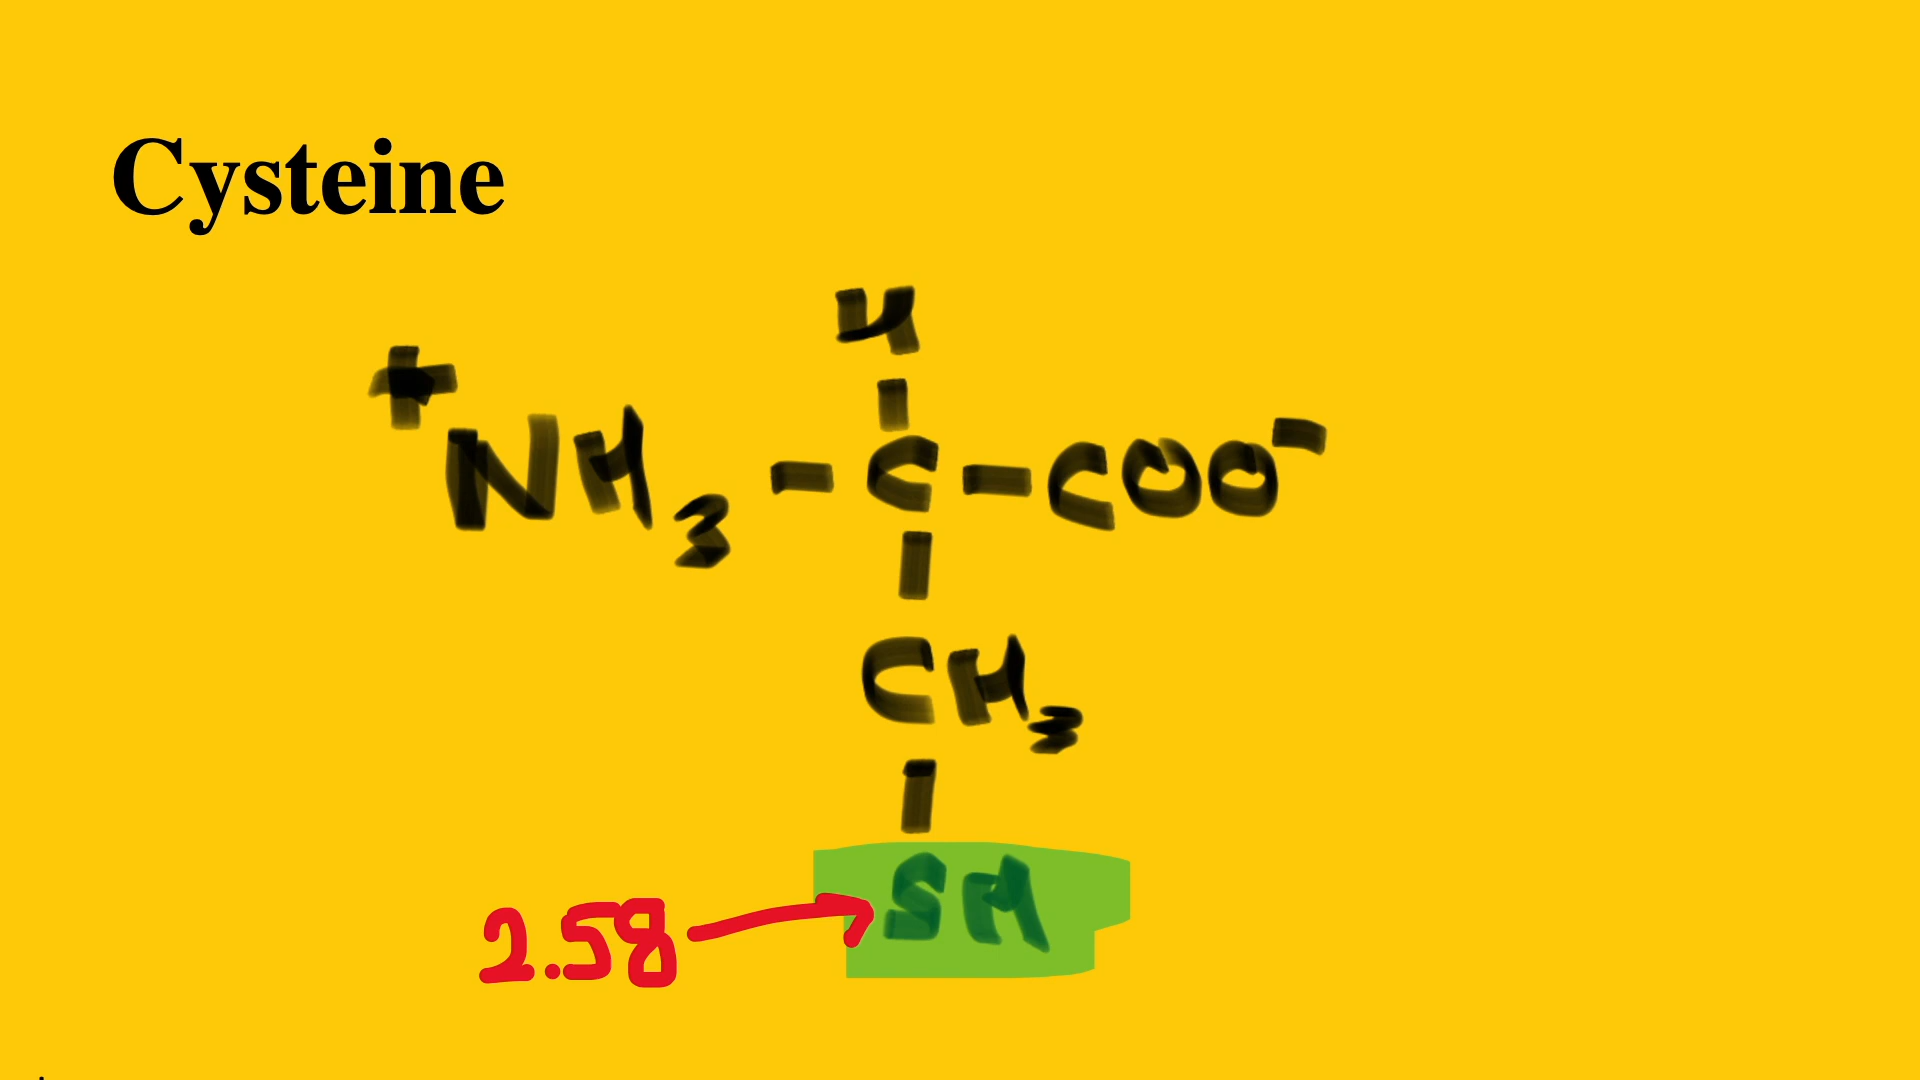 Cysteine
H
+NH3 - C - COO-
CH3
SH
2.58